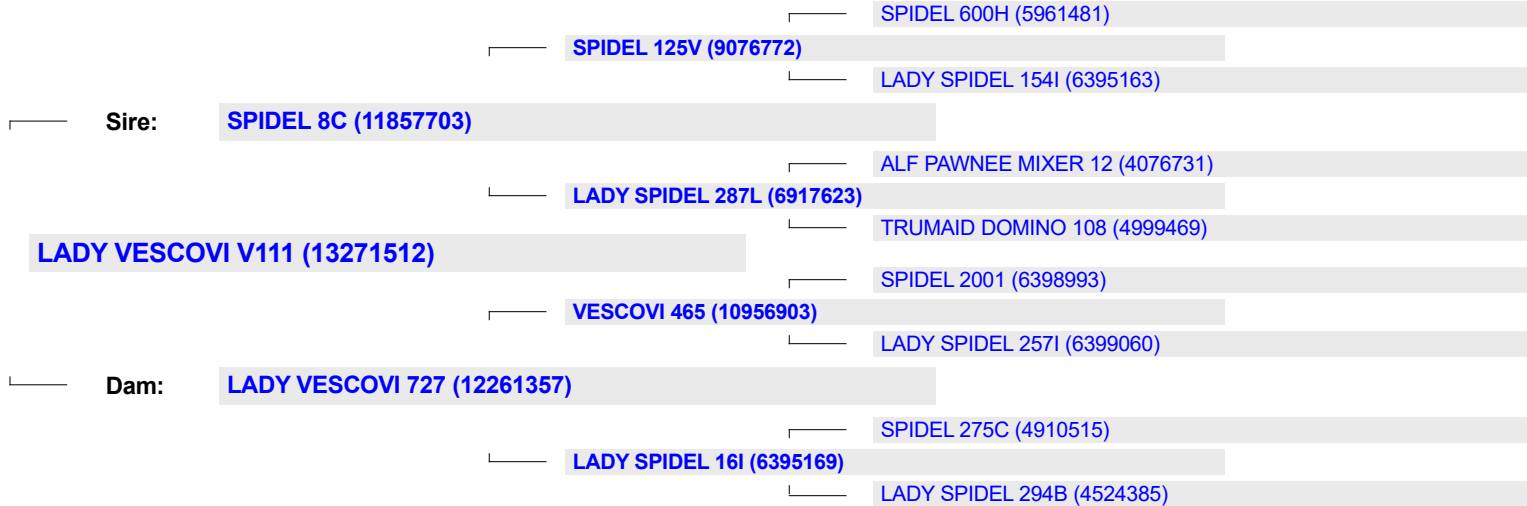 SPIDEL 600H (5961481)
SPIDEL 125V (9076772)
LADY SPIDEL 154I (6395163)
Sire: SPIDEL 8C (11857703)
ALF PAWNEE MIXER 12 (4076731)
LADY SPIDEL 287L (6917623)
TRUMAID DOMINO 108 (4999469)
LADY VESCOVI V111 (13271512)
SPIDEL 2001 (6398993)
VESCOVI 465 (10956903)
LADY SPIDEL 257I (6399060)
Dam: LADY VESCOVI 727 (12261357)
SPIDEL 275C (4910515)
LADY SPIDEL 16I (6395169)
LADY SPIDEL 294B (4524385)